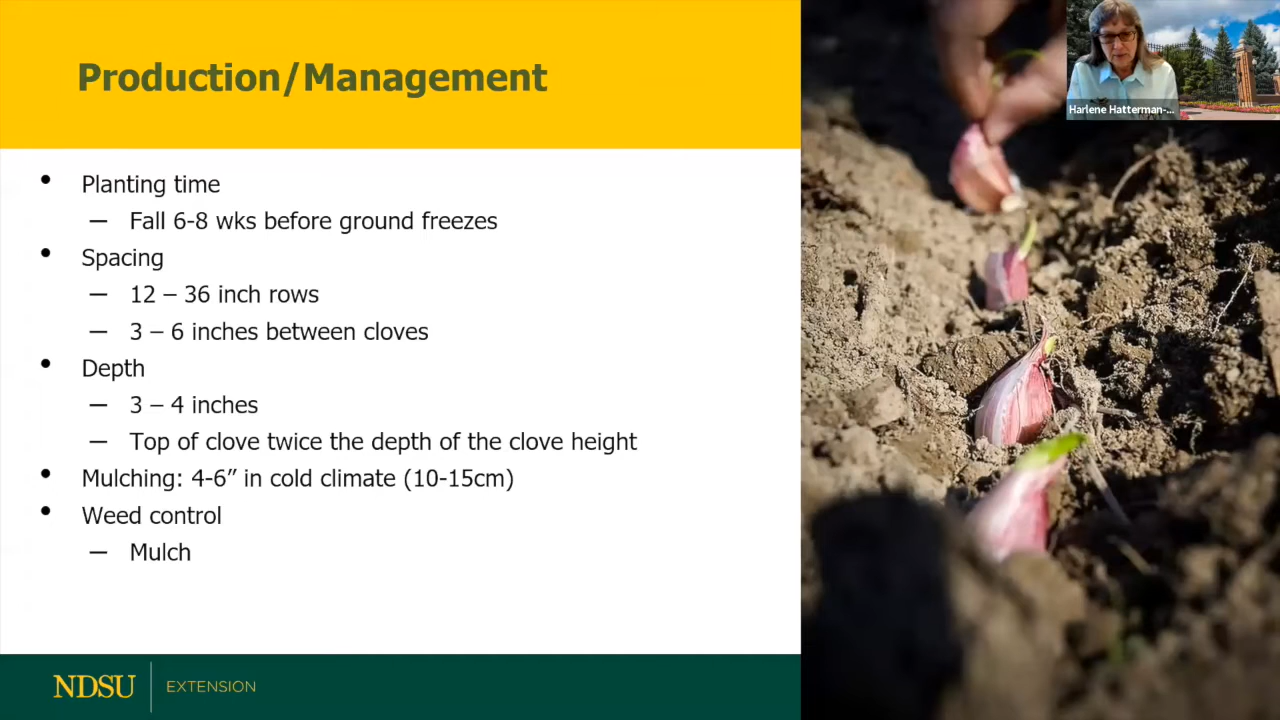 Production/Management
Harlene Hatterman-...
• Planting time
— Fall 6-8 wks before ground freezes
• Spacing
— 12 – 36 inch rows
— 3 – 6 inches between cloves
• Depth
— 3 – 4 inches
— Top of clove twice the depth of the clove height
• Mulching: 4-6” in cold climate (10-15cm)
• Weed control
— Mulch
NDSU
EXTENSION